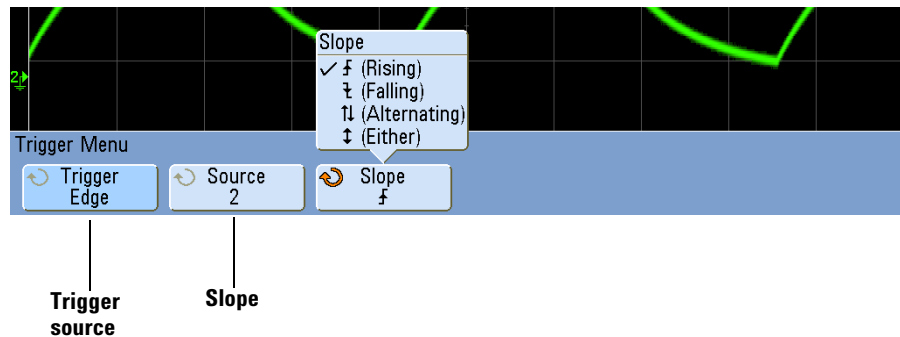 Slope
✓ (Rising)
(Falling)
⇅ (Alternating)
↕ (Either)
2
Trigger Menu
Trigger
Edge
Source
2
Slope
Trigger
source
Slope